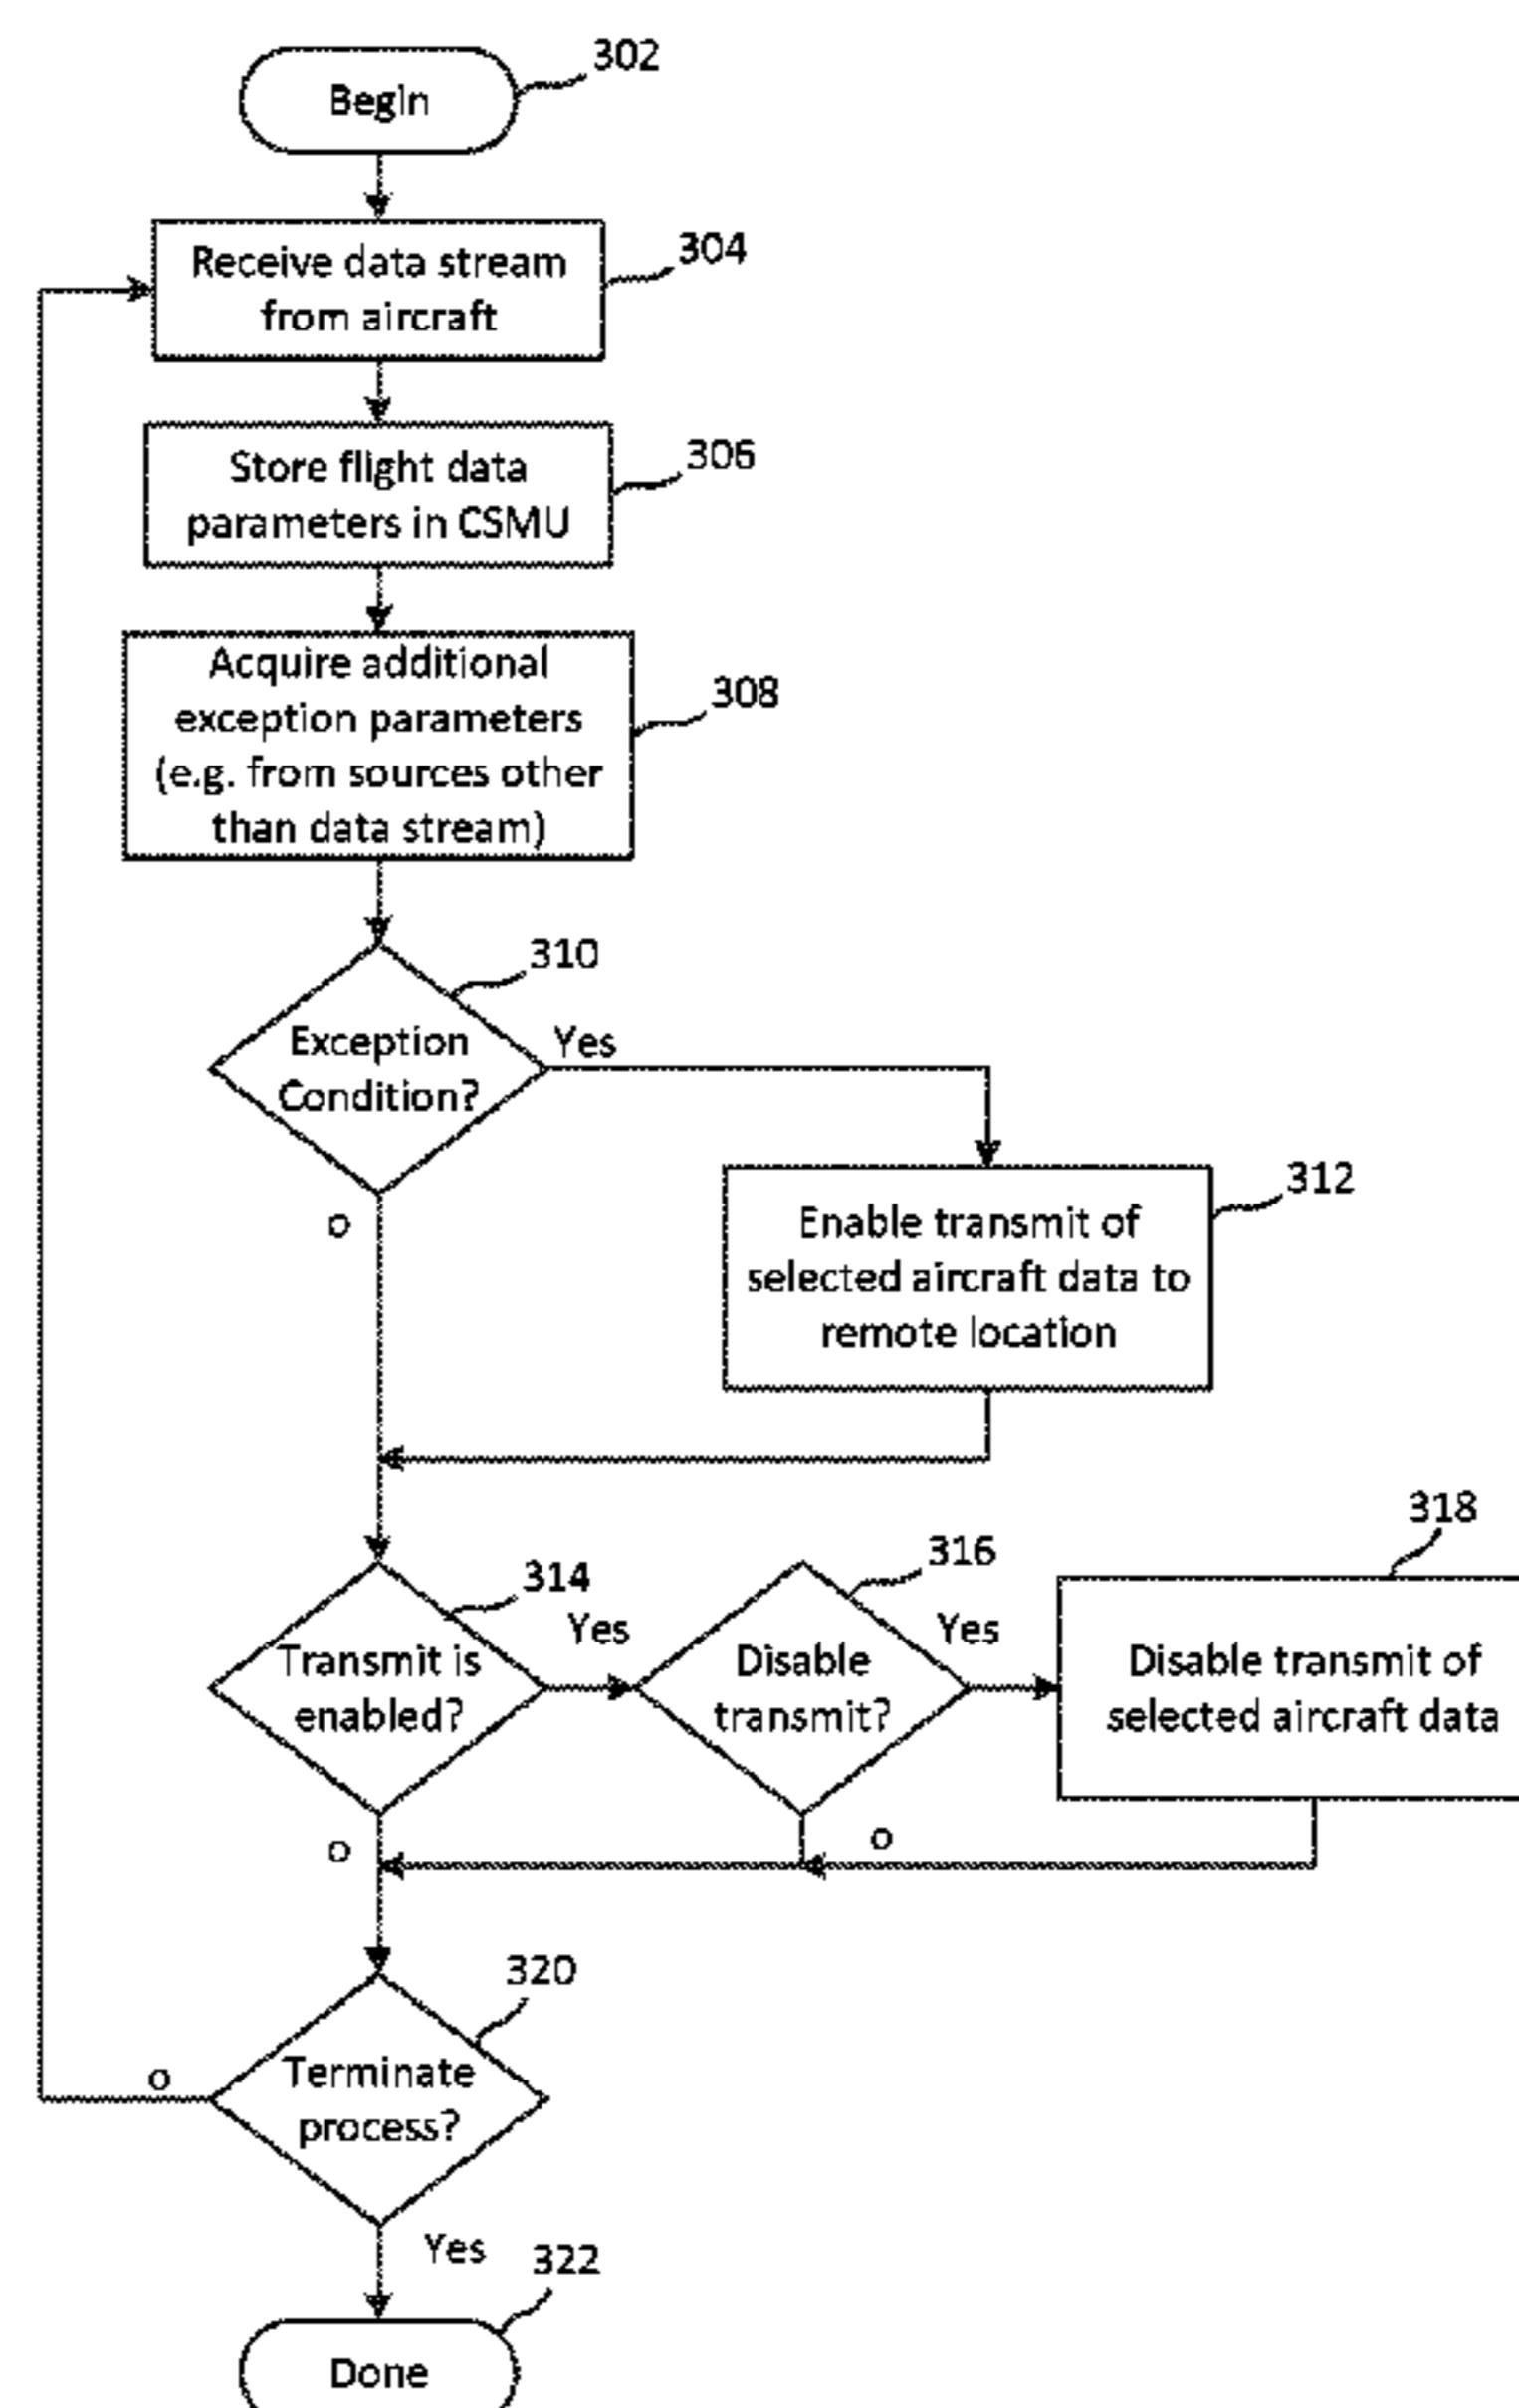 302
Begin
304
Receive data stream
from aircraft
306
Store flight data
parameters in CSMU
308
Acquire additional
exception parameters
(e.g. from sources other
than data stream)
310
Exception
Condition?
Yes
o
312
Enable transmit of
selected aircraft data to
remote location
314
Transmit is
enabled?
Yes
o
316
Disable
transmit?
Yes
o
318
Disable transmit of
selected aircraft data
320
Terminate
process?
o
Yes
322
Done